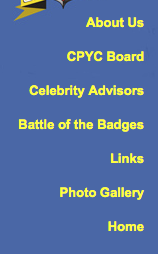 About Us
CPYC Board
Celebrity Advisors
Battle of the Badges
Links
Photo Gallery
Home